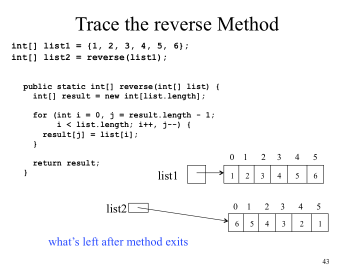 Trace the reverse Method
int[] list1 = {1, 2, 3, 4, 5, 6};
int[] list2 = reverse(list1);
public static int[] reverse(int[] list) {
int[] result = new int[list.length];
for (int i = 0, j = result.length - 1;
i < list.length; i++, j--) {
result[j] = list[i];
}
return result;
}
0 1 2 3 4 5
list1 1 2 3 4 5 6
list2 0 1 2 3 4 5
6 5 4 3 2 1
what's left after method exits
43